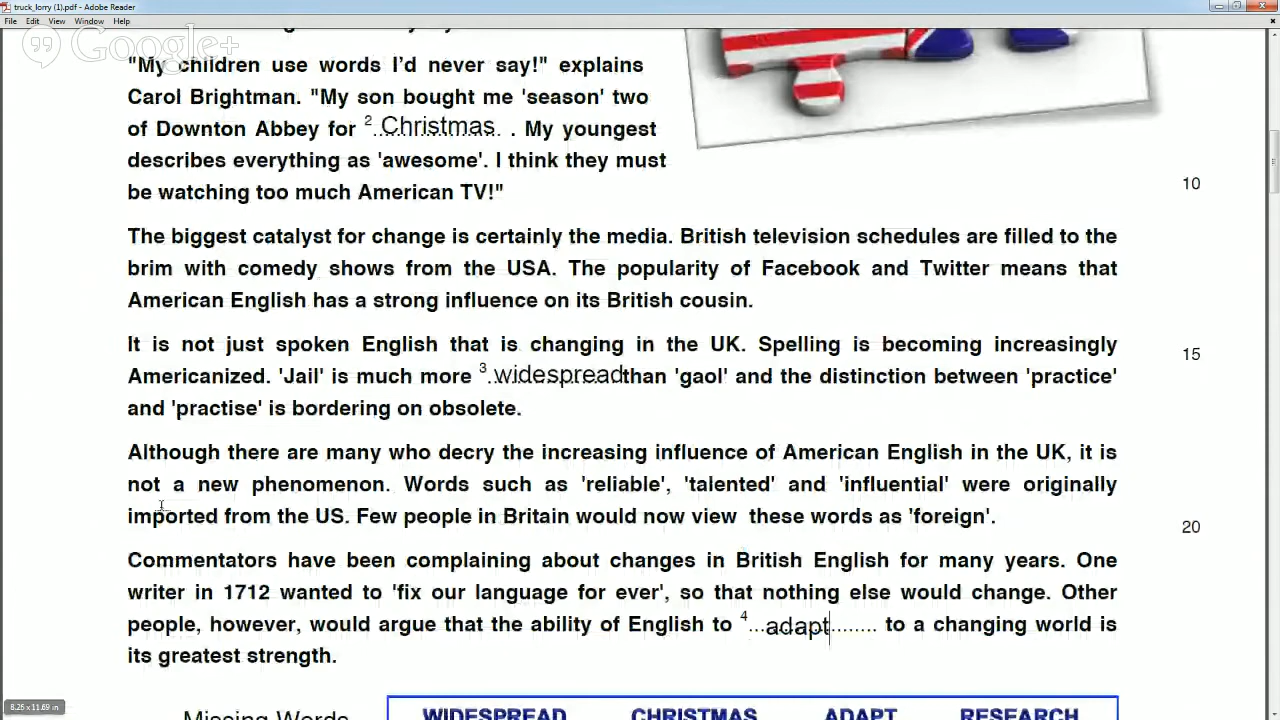 truck_lorry (1).pdf - Adobe Reader
File Edit View Window Help
Google+
"My children use words I'd never say!" explains
Carol Brightman. "My son bought me 'season' two
of Downton Abbey for 2 Christmas . My youngest
describes everything as 'awesome'. I think they must
be watching too much American TV!"
10
The biggest catalyst for change is certainly the media. British television schedules are filled to the
brim with comedy shows from the USA. The popularity of Facebook and Twitter means that
American English has a strong influence on its British cousin.
It is not just spoken English that is changing in the UK. Spelling is becoming increasingly
15
Americanized. 'Jail' is much more 3 widespread than 'gaol' and the distinction between 'practice'
and 'practise' is bordering on obsolete.
Although there are many who decry the increasing influence of American English in the UK, it is
not a new phenomenon. Words such as 'reliable', 'talented' and 'influential' were originally
imported from the US. Few people in Britain would now view these words as 'foreign'.
20
Commentators have been complaining about changes in British English for many years. One
writer in 1712 wanted to 'fix our language for ever', so that nothing else would change. Other
people, however, would argue that the ability of English to 4...adapt........ to a changing world is
its greatest strength.
Missing Words
WIDESPREAD CHRISTMAS ADAPT RESEARCH
8.26 x 11.69 in